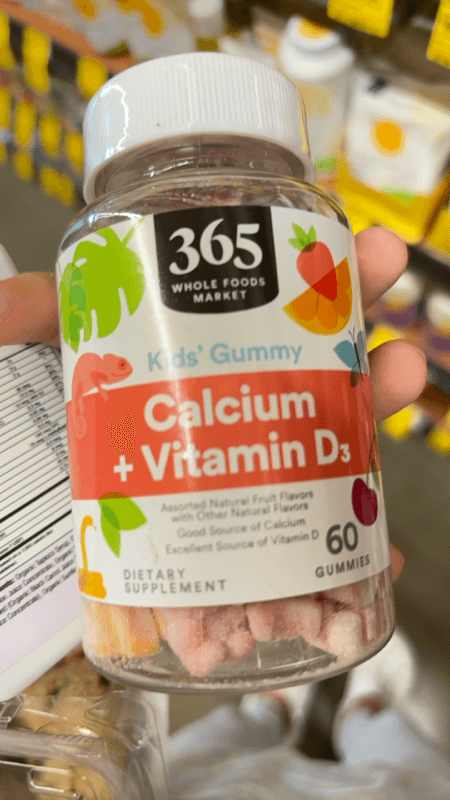 365
WHOLE FOODS
MARKET
Kids' Gummy
Calcium
+ Vitamin D3
Assorted Natural Fruit Flavors
with Other Natural Flavors
Good Source of Calcium
Excellent Source of Vitamin D
60
GUMMIES
DIETARY
SUPPLEMENT